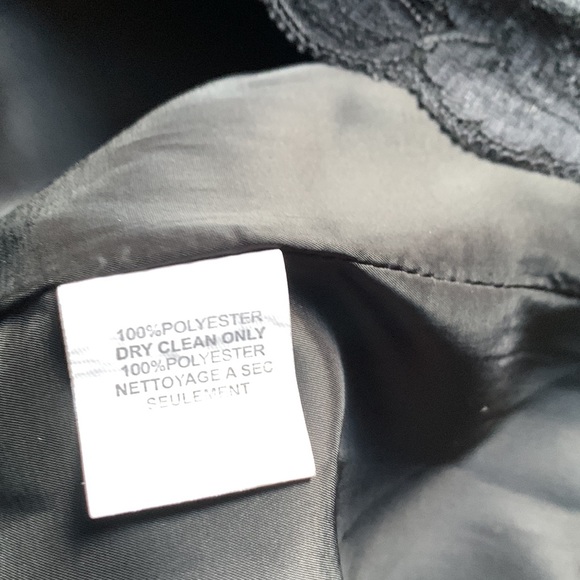 100%POLYESTER
DRY CLEAN ONLY
100%POLYESTER
NETTOYAGE A SEC
SEULEMENT